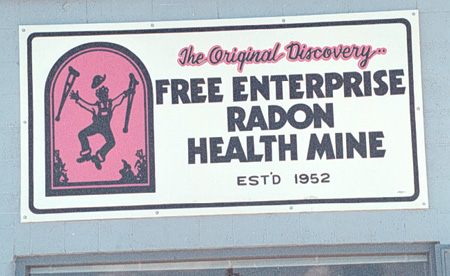 The Original Discovery..
FREE ENTERPRISE
RADON
HEALTH MINE
EST'D 1952